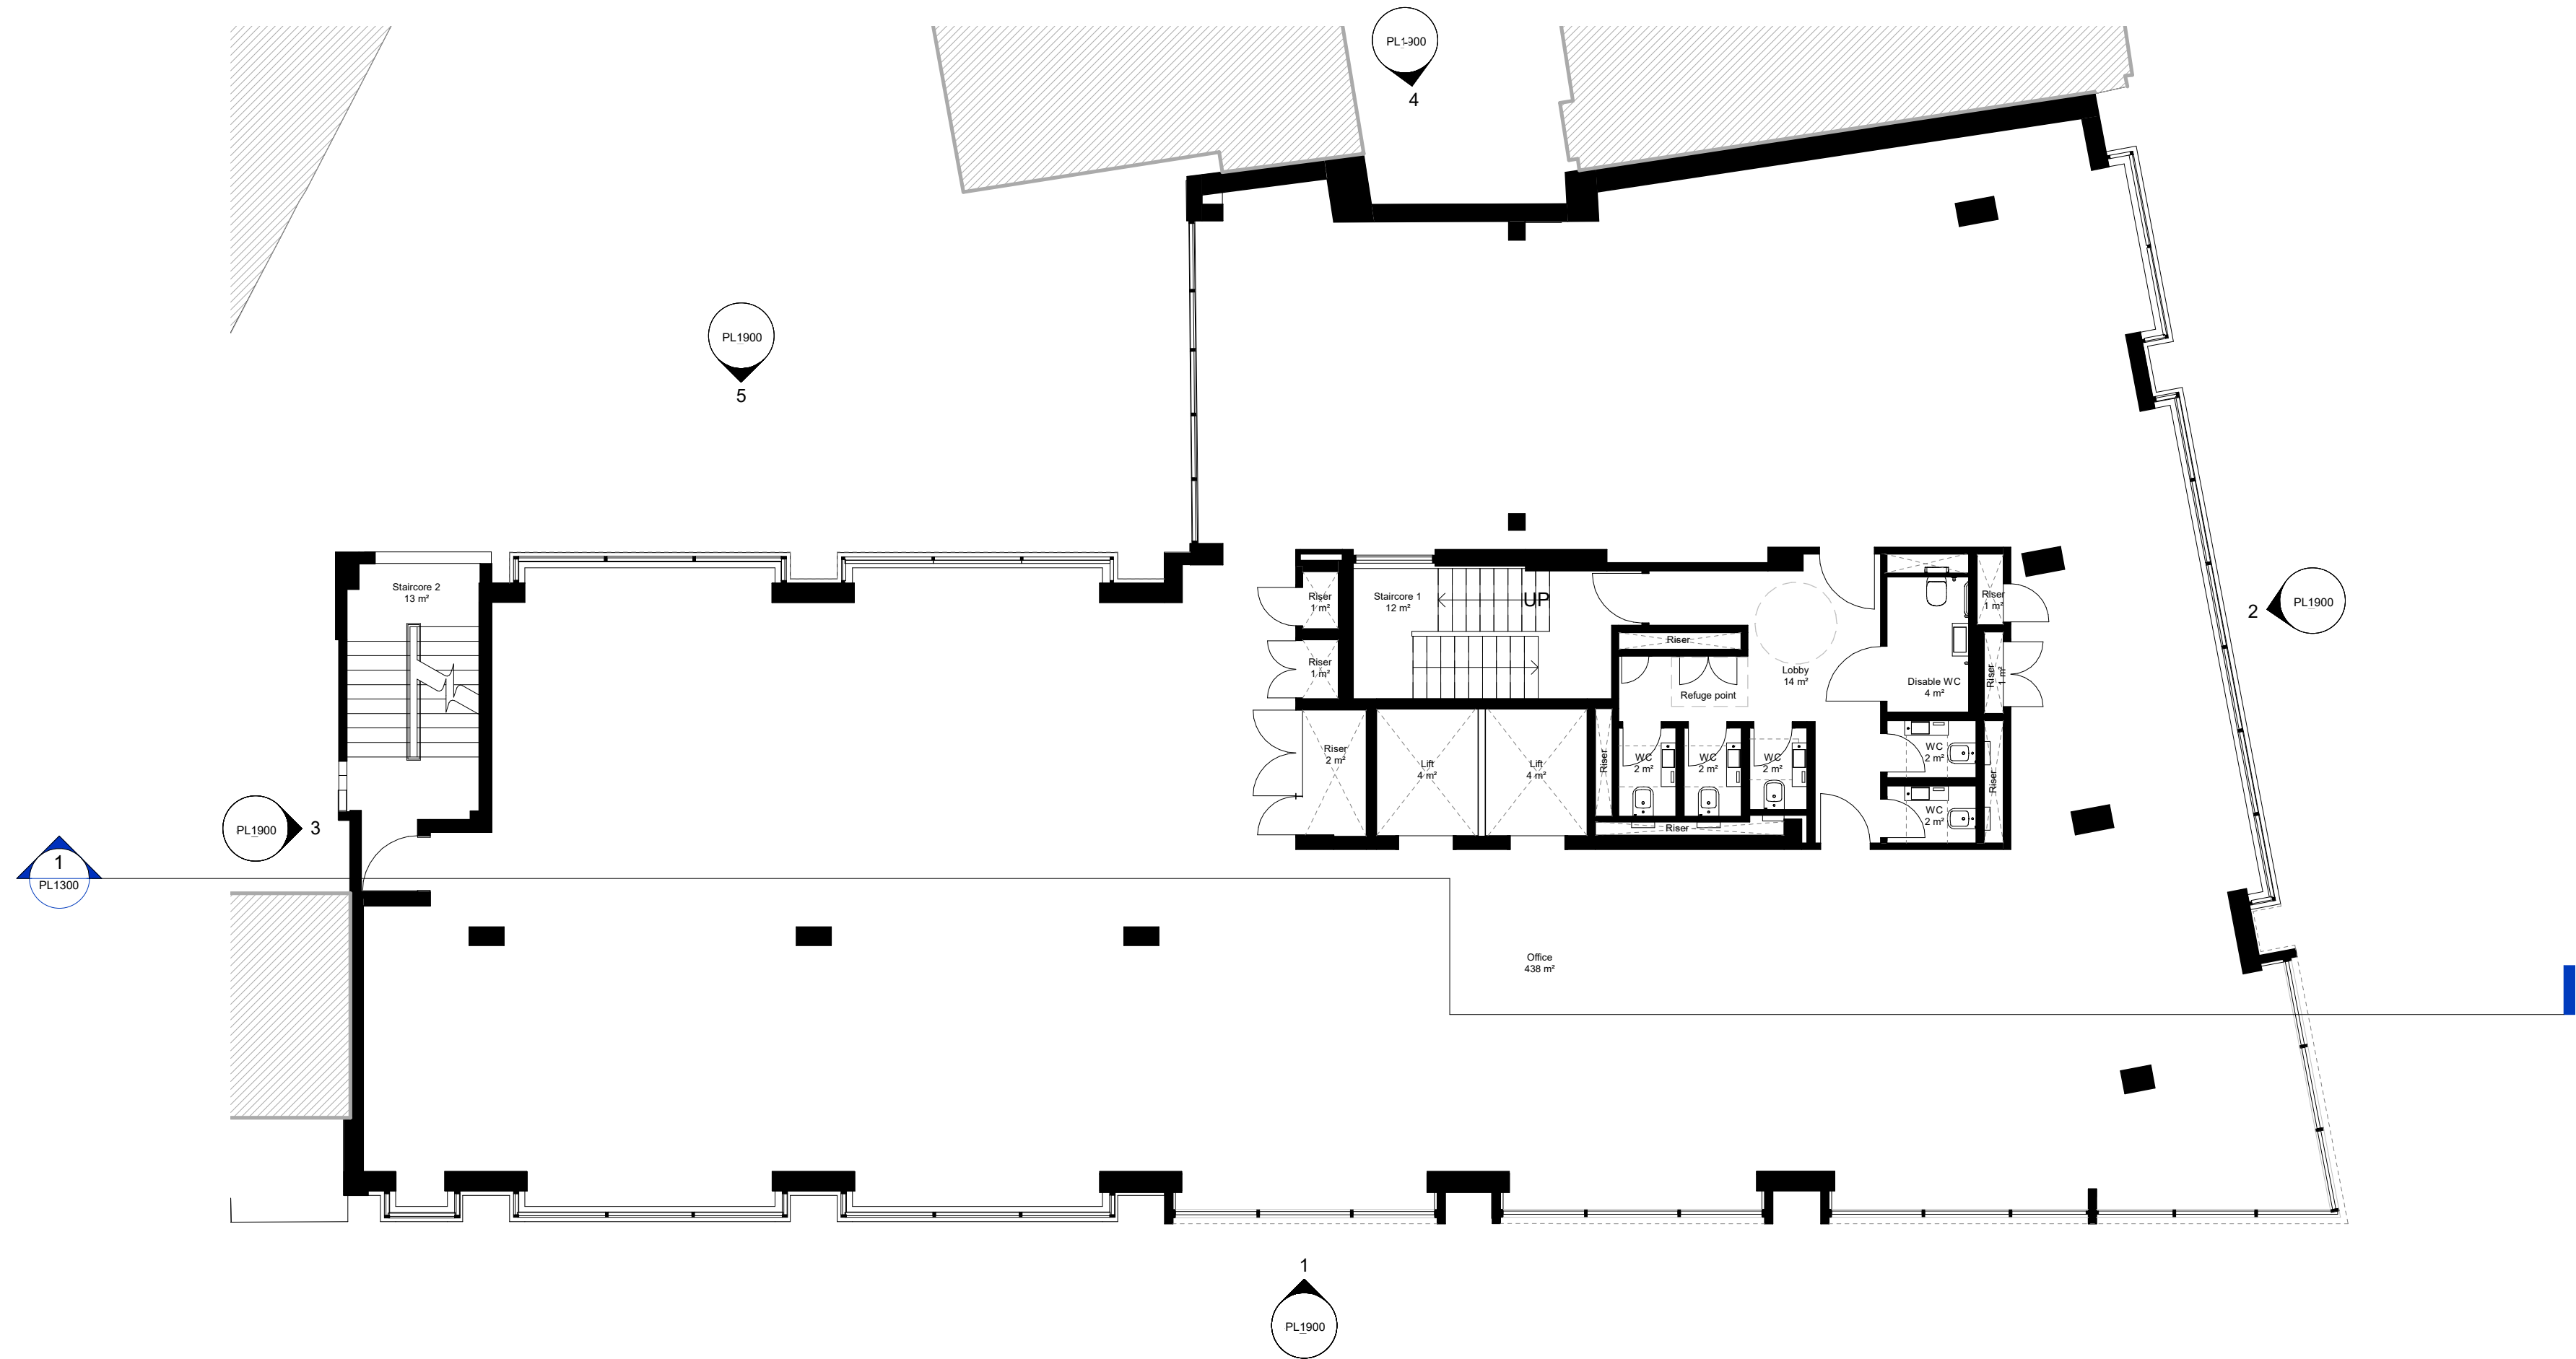 PL1900
4
PL1900
5
Staircore 2
13 m²
Riser
1 m²
Staircore 1
12 m²
UP
Riser
1 m²
2
PL1900
Riser
Riser
1 m²
Lobby
14 m²
Refuge point
Disable WC
4 m²
Riser
1 m²
Riser
2 m²
Lift
4 m²
Lift
4 m²
Riser
WC
2 m²
WC
2 m²
WC
2 m²
WC
2 m²
Riser
WC
2 m²
Riser
PL1900
3
1
PL1300
Office
438 m²
1
PL1900